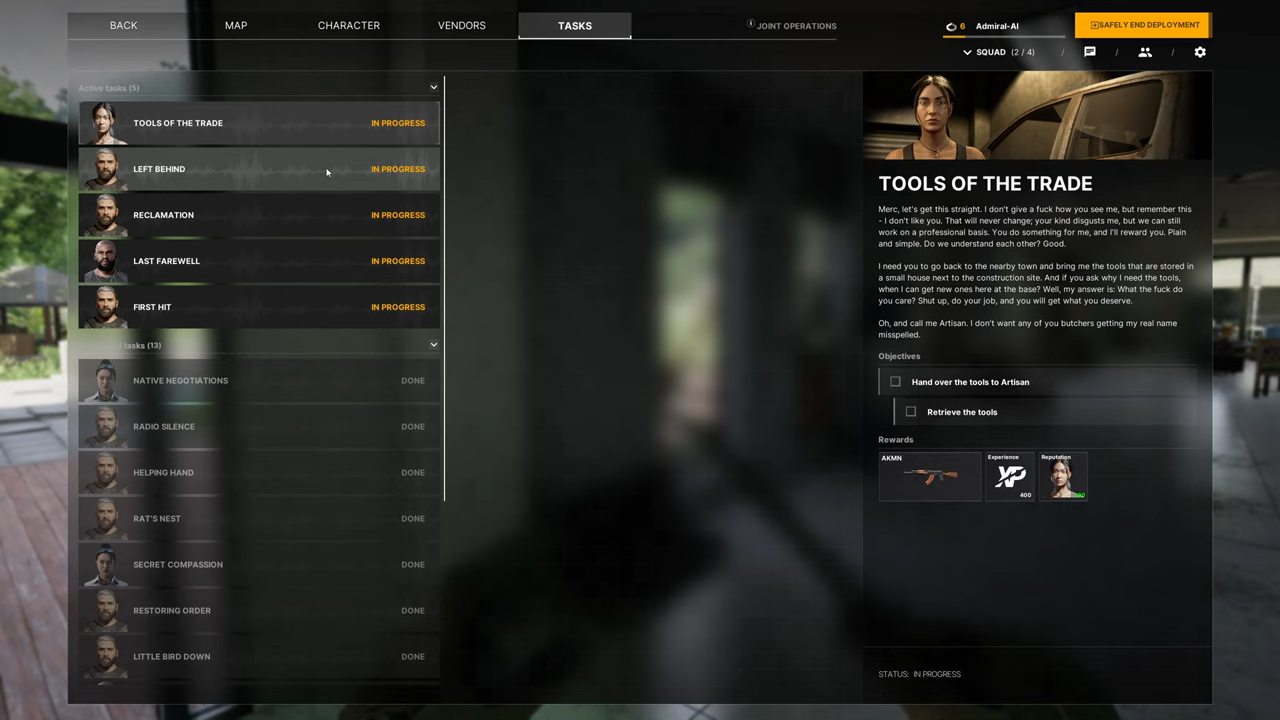 BACK
MAP
CHARACTER
VENDORS
TASKS
JOINT OPERATIONS
6
Admiral-AI
SAFELY END DEPLOYMENT
SQUAD (2 / 4)
/
/
/
Active tasks (5)
TOOLS OF THE TRADE
IN PROGRESS
LEFT BEHIND
IN PROGRESS
RECLAMATION
IN PROGRESS
LAST FAREWELL
IN PROGRESS
FIRST HIT
IN PROGRESS
tasks (13)
NATIVE NEGOTIATIONS
DONE
RADIO SILENCE
DONE
HELPING HAND
DONE
RAT'S NEST
DONE
SECRET COMPASSION
DONE
RESTORING ORDER
DONE
LITTLE BIRD DOWN
DONE
TOOLS OF THE TRADE
Merc, let's get this straight. I don't give a fuck how you see me, but remember this
- I don't like you. That will never change; your kind disgusts me, but we can still
work on a professional basis. You do something for me, and I'll reward you. Plain
and simple. Do we understand each other? Good.
I need you to go back to the nearby town and bring me the tools that are stored in
a small house next to the construction site. And if you ask why I need the tools,
when I can get new ones here at the base? Well, my answer is: What the fuck do
you care? Shut up, do your job, and you will get what you deserve.
Oh, and call me Artisan. I don't want any of you butchers getting my real name
misspelled.
Objectives
Hand over the tools to Artisan
Retrieve the tools
Rewards
AKMN
Experience
XP
400
Reputation
STATUS: IN PROGRESS